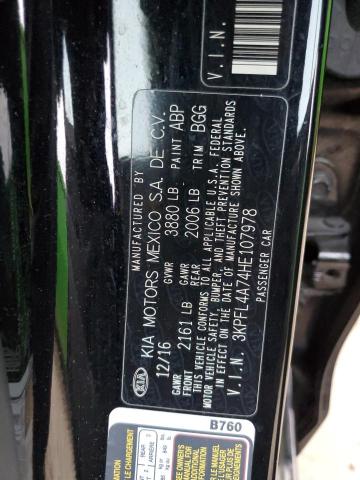 MANUFACTURED BY
KIA KIA MOTORS MEXICO S.A. DE C.V.
12/16 GVWR 3880 LB PAINT ABP
GAWR FRONT 2161 LB GAWR REAR 2006 LB TRIM BGG
THIS VEHICLE CONFORMS TO ALL APPLICABLE U.S.A. FEDERAL
MOTOR VEHICLE SAFETY, BUMPER, AND THEFT PREVENTION STANDARDS
IN EFFECT ON THE DATE OF MANUFACTURE SHOWN ABOVE.
V.I.N. 3KPFL4A74HE107978
PASSENGER CAR
V.I.N.
B760